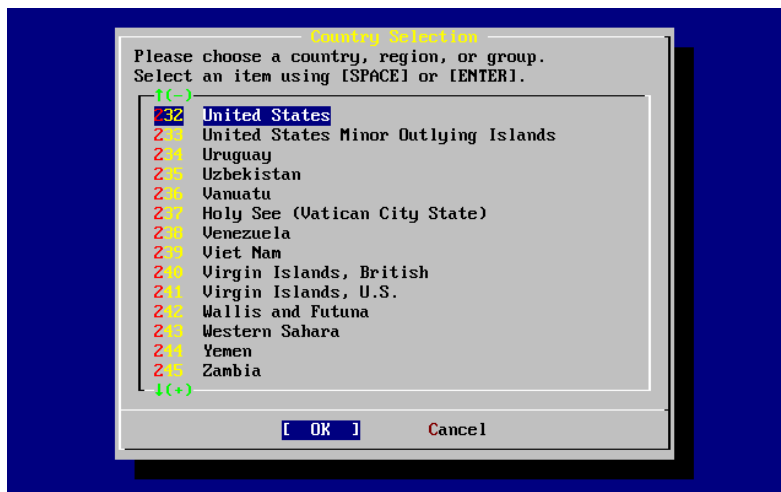 Country Selection
Please choose a country, region, or group.
Select an item using [SPACE] or [ENTER].
↑(-)
232 United States
233 United States Minor Outlying Islands
234 Uruguay
235 Uzbekistan
236 Vanuatu
237 Holy See (Vatican City State)
238 Venezuela
239 Viet Nam
240 Virgin Islands, British
241 Virgin Islands, U.S.
242 Wallis and Futuna
243 Western Sahara
244 Yemen
245 Zambia
↓(+)
[ OK ] Cancel